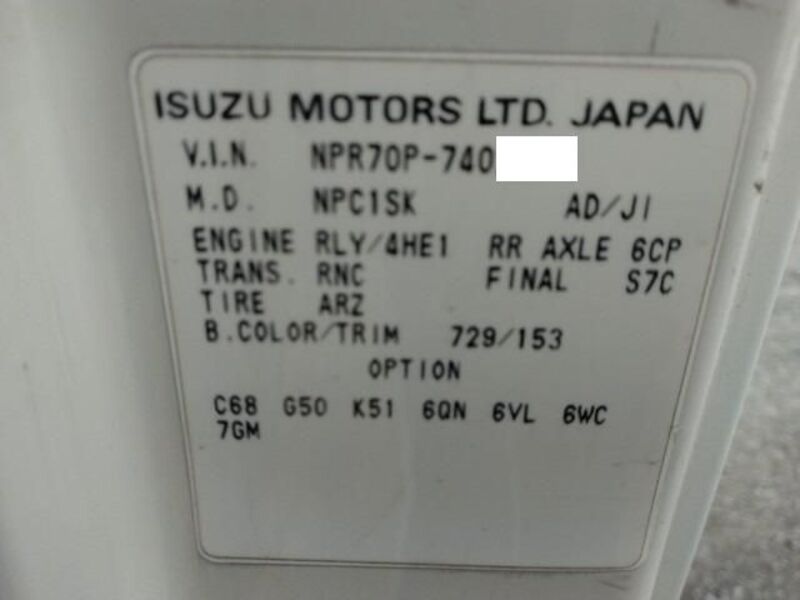 ISUZU MOTORS LTD. JAPAN
V.I.N. NPR70P-740
M.D. NPC1SK AD/JI
ENGINE RLY/4HE1 RR AXLE 6CP
TRANS. RNC FINAL S7C
TIRE ARZ
B.COLOR/TRIM 729/153
OPTION
C68 G50 K51 6QN 6VL 6WC
7GM